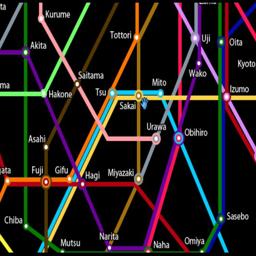 Kurume
Tottori
Uji
Oita
Akita
Kyoto
Wako
Saitama
ma
Hakone
Tsu
Mito
Izumo
Sakai
Urawa
Obihiro
Asahi
gata
Fuji
Gifu
Hagi
Miyazaki
Chiba
Sasebo
Mutsu
Narita
Naha
Omiya